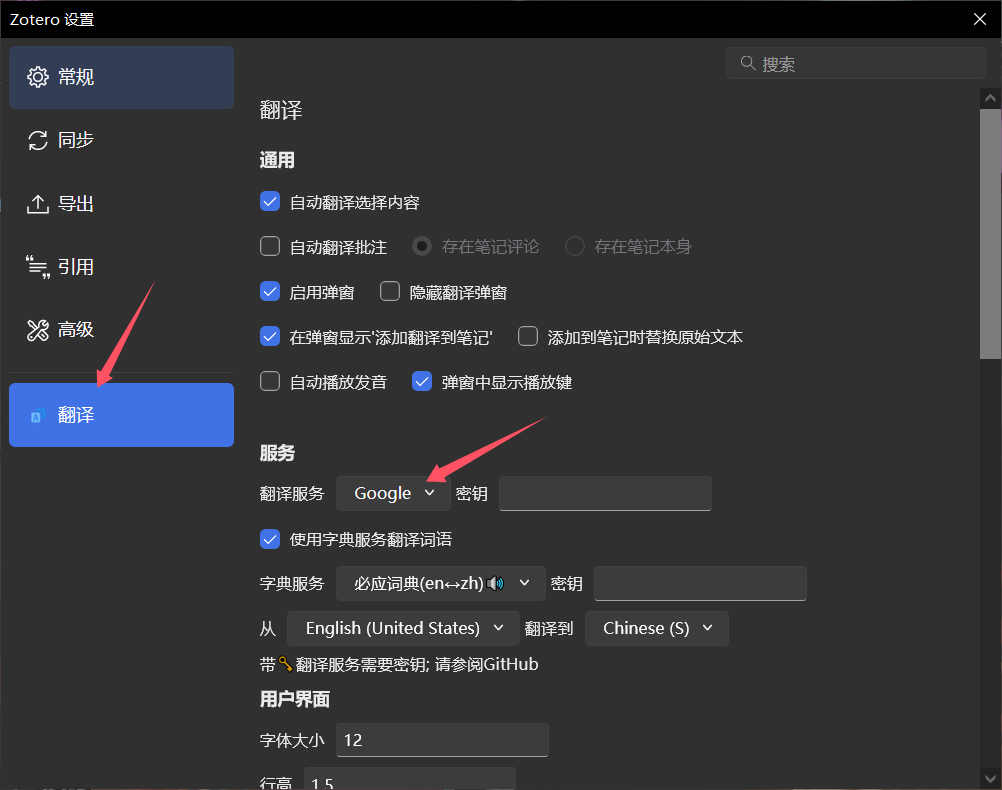 Zotero 设置
常规
同步
导出
引用
高级
翻译
搜索
翻译
通用
自动翻译选择内容
自动翻译批注 存在笔记评论 存在笔记本身
启用弹窗 隐藏翻译弹窗
在弹窗显示'添加翻译到笔记' 添加到笔记时替换原始文本
自动播放发音 弹窗中显示播放键
服务
翻译服务 Google 密钥
使用字典服务翻译词语
字典服务 必应词典(en↔zh)🔊 密钥
从 English (United States) 翻译到 Chinese (S)
带🔑翻译服务需要密钥; 请参阅GitHub
用户界面
字体大小 12
行高 1.5